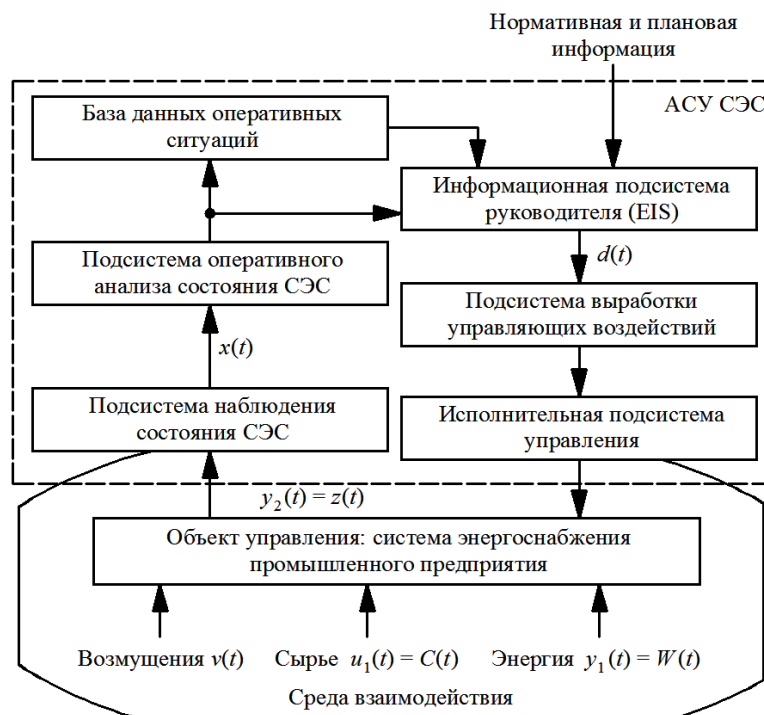 Нормативная и плановая
информация
АСУ СЭС
База данных оперативных
ситуаций
Информационная подсистема
руководителя (EIS)
d(t)
Подсистема оперативного
анализа состояния СЭС
Подсистема выработки
управляющих воздействий
x(t)
Подсистема наблюдения
состояния СЭС
Исполнительная подсистема
управления
y₂(t) = z(t)
Объект управления: система энергоснабжения
промышленного предприятия
Возмущения v(t)
Сырье u₁(t) = C(t)
Энергия y₁(t) = W(t)
Среда взаимодействия